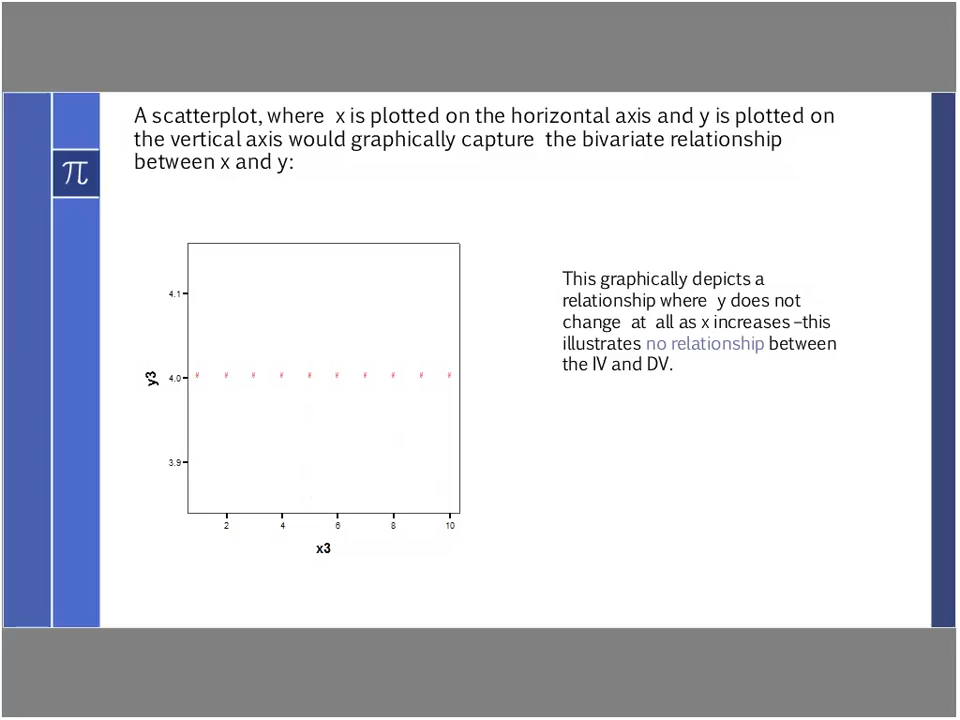 A scatterplot, where x is plotted on the horizontal axis and y is plotted on
the vertical axis would graphically capture the bivariate relationship
between x and y:
π
This graphically depicts a
relationship where y does not
change at all as x increases –this
illustrates no relationship between
the IV and DV.
4.1
4.0
3.9
y3
2 4 6 8 10
x3